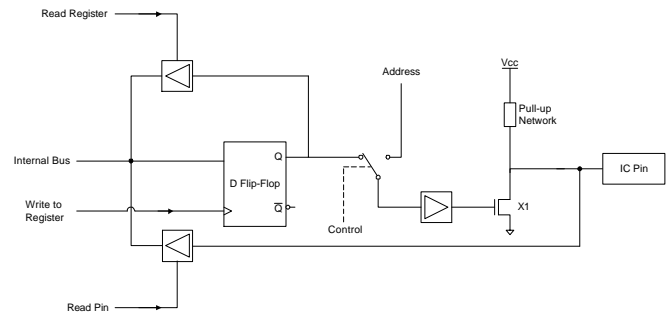 Read Register
Address
Vcc
Pull-up
Network
Internal Bus
Q
D Flip-Flop
IC Pin
Write to
Register
Q
X1
Control
Read Pin